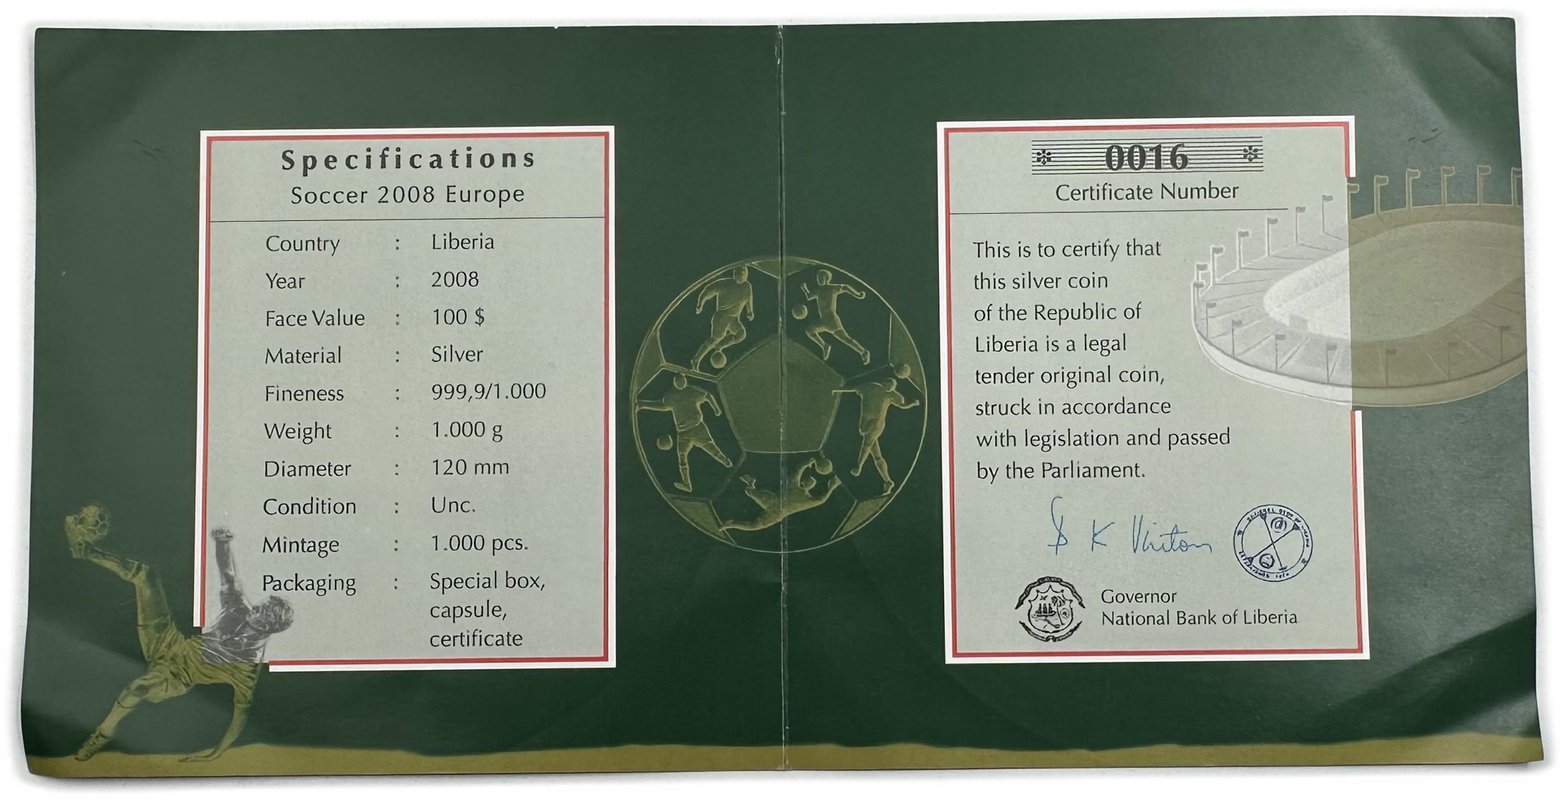 Specifications
Soccer 2008 Europe
Country : Liberia
Year : 2008
Face Value : 100 $
Material : Silver
Fineness : 999,9/1.000
Weight : 1.000 g
Diameter : 120 mm
Condition : Unc.
Mintage : 1.000 pcs.
Packaging : Special box,
capsule,
certificate
✻ 0016 ✻
Certificate Number
This is to certify that
this silver coin
of the Republic of
Liberia is a legal
tender original coin,
struck in accordance
with legislation and passed
by the Parliament.
Governor
National Bank of Liberia